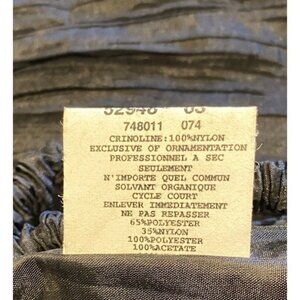 748011 074
CRINOLINE:100%NYLON
EXCLUSIVE OF ORNAMENTATION
PROFESSIONNEL A SEC
SEULEMENT
N'IMPORTE QUEL COMMUN
SOLVANT ORGANIQUE
CYCLE COURT
ENLEVER IMMEDIATEMENT
NE PAS REPASSER
65%POLYESTER
35%NYLON
100%POLYESTER
100%ACETATE